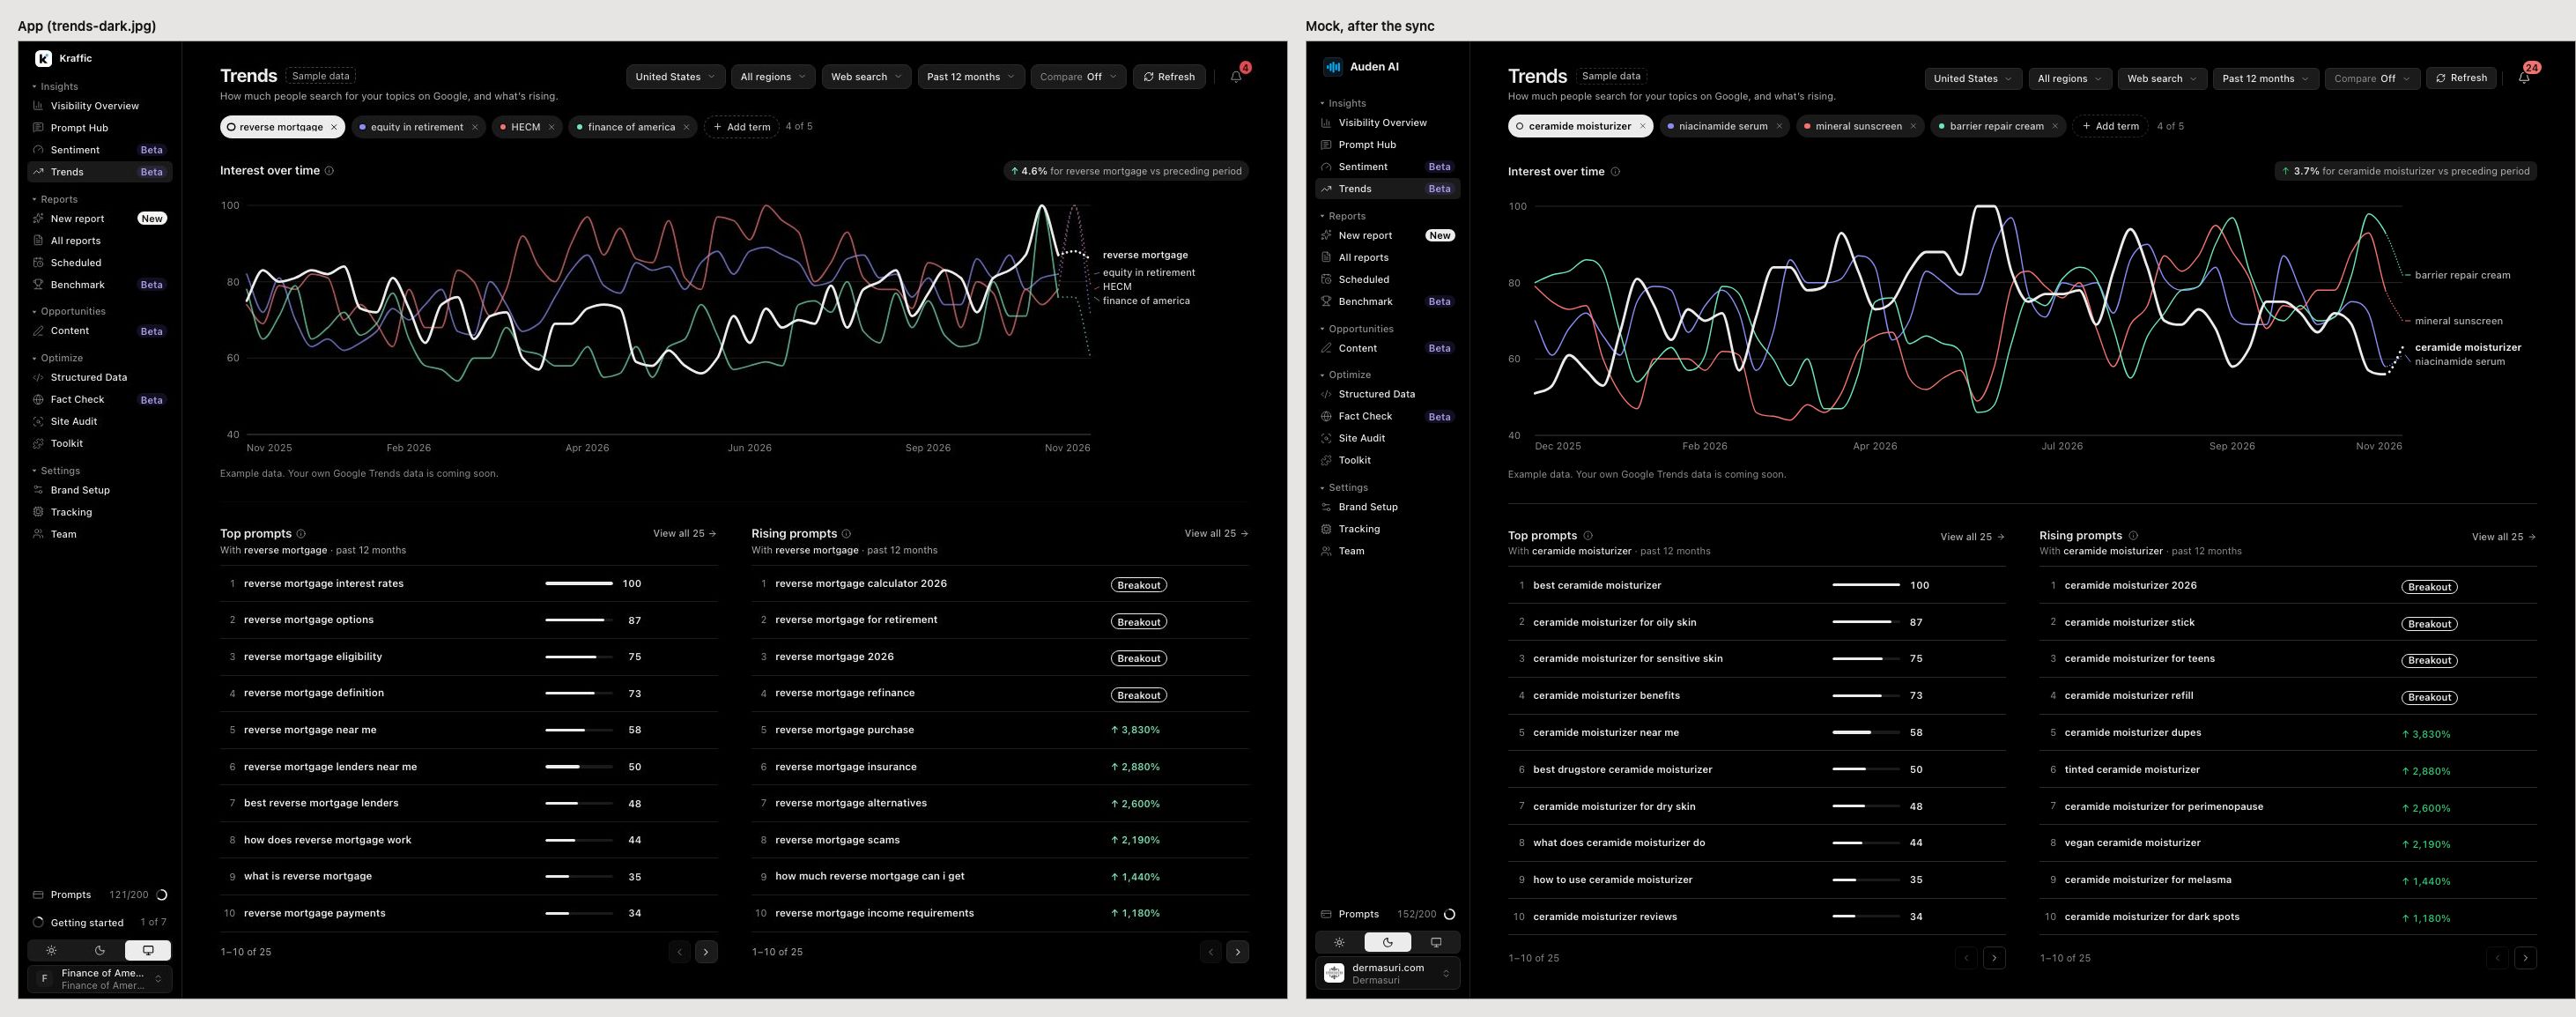 App (trends-dark.jpg)
Kraffic
Insights
Visibility Overview
Prompt Hub
Sentiment Beta
Trends Beta
Reports
New report New
All reports
Scheduled
Benchmark Beta
Opportunities
Content Beta
Optimize
Structured Data
Fact Check Beta
Site Audit
Toolkit
Settings
Brand Setup
Tracking
Team
Prompts 121/200
Getting started 1 of 7
F
Finance of Ame...
Finance of Amer...
Trends Sample data
United States All regions Web search Past 12 months Compare Off Refresh 4
How much people search for your topics on Google, and what's rising.
reverse mortgage × equity in retirement × HECM × finance of america × + Add term 4 of 5
Interest over time
↑ 4.6% for reverse mortgage vs preceding period
100
80
60
40
reverse mortgage
equity in retirement
HECM
finance of america
Nov 2025 Feb 2026 Apr 2026 Jun 2026 Sep 2026 Nov 2026
Example data. Your own Google Trends data is coming soon.
Top prompts View all 25 →
With reverse mortgage · past 12 months
1 reverse mortgage interest rates 100
2 reverse mortgage options 87
3 reverse mortgage eligibility 75
4 reverse mortgage definition 73
5 reverse mortgage near me 58
6 reverse mortgage lenders near me 50
7 best reverse mortgage lenders 48
8 how does reverse mortgage work 44
9 what is reverse mortgage 35
10 reverse mortgage payments 34
1–10 of 25
Rising prompts View all 25 →
With reverse mortgage · past 12 months
1 reverse mortgage calculator 2026 Breakout
2 reverse mortgage for retirement Breakout
3 reverse mortgage 2026 Breakout
4 reverse mortgage refinance Breakout
5 reverse mortgage purchase ↑ 3,830%
6 reverse mortgage insurance ↑ 2,880%
7 reverse mortgage alternatives ↑ 2,600%
8 reverse mortgage scams ↑ 2,190%
9 how much reverse mortgage can i get ↑ 1,440%
10 reverse mortgage income requirements ↑ 1,180%
1–10 of 25
Mock, after the sync
Auden AI
Insights
Visibility Overview
Prompt Hub
Sentiment Beta
Trends Beta
Reports
New report New
All reports
Scheduled
Benchmark Beta
Opportunities
Content Beta
Optimize
Structured Data
Fact Check Beta
Site Audit
Toolkit
Settings
Brand Setup
Tracking
Team
Prompts 152/200
dermasuri.com
Dermasuri
Trends Sample data
United States All regions Web search Past 12 months Compare Off Refresh 24
How much people search for your topics on Google, and what's rising.
ceramide moisturizer × niacinamide serum × mineral sunscreen × barrier repair cream × + Add term 4 of 5
Interest over time
↑ 3.7% for ceramide moisturizer vs preceding period
100
80
60
40
barrier repair cream
mineral sunscreen
ceramide moisturizer
niacinamide serum
Dec 2025 Feb 2026 Apr 2026 Jul 2026 Sep 2026 Nov 2026
Example data. Your own Google Trends data is coming soon.
Top prompts View all 25 →
With ceramide moisturizer · past 12 months
1 best ceramide moisturizer 100
2 ceramide moisturizer for oily skin 87
3 ceramide moisturizer for sensitive skin 75
4 ceramide moisturizer benefits 73
5 ceramide moisturizer near me 58
6 best drugstore ceramide moisturizer 50
7 ceramide moisturizer for dry skin 48
8 what does ceramide moisturizer do 44
9 how to use ceramide moisturizer 35
10 ceramide moisturizer reviews 34
1–10 of 25
Rising prompts View all 25 →
With ceramide moisturizer · past 12 months
1 ceramide moisturizer 2026 Breakout
2 ceramide moisturizer stick Breakout
3 ceramide moisturizer for teens Breakout
4 ceramide moisturizer refill Breakout
5 ceramide moisturizer dupes ↑ 3,830%
6 tinted ceramide moisturizer ↑ 2,880%
7 ceramide moisturizer for perimenopause ↑ 2,600%
8 vegan ceramide moisturizer ↑ 2,190%
9 ceramide moisturizer for melasma ↑ 1,440%
10 ceramide moisturizer for dark spots ↑ 1,180%
1–10 of 25